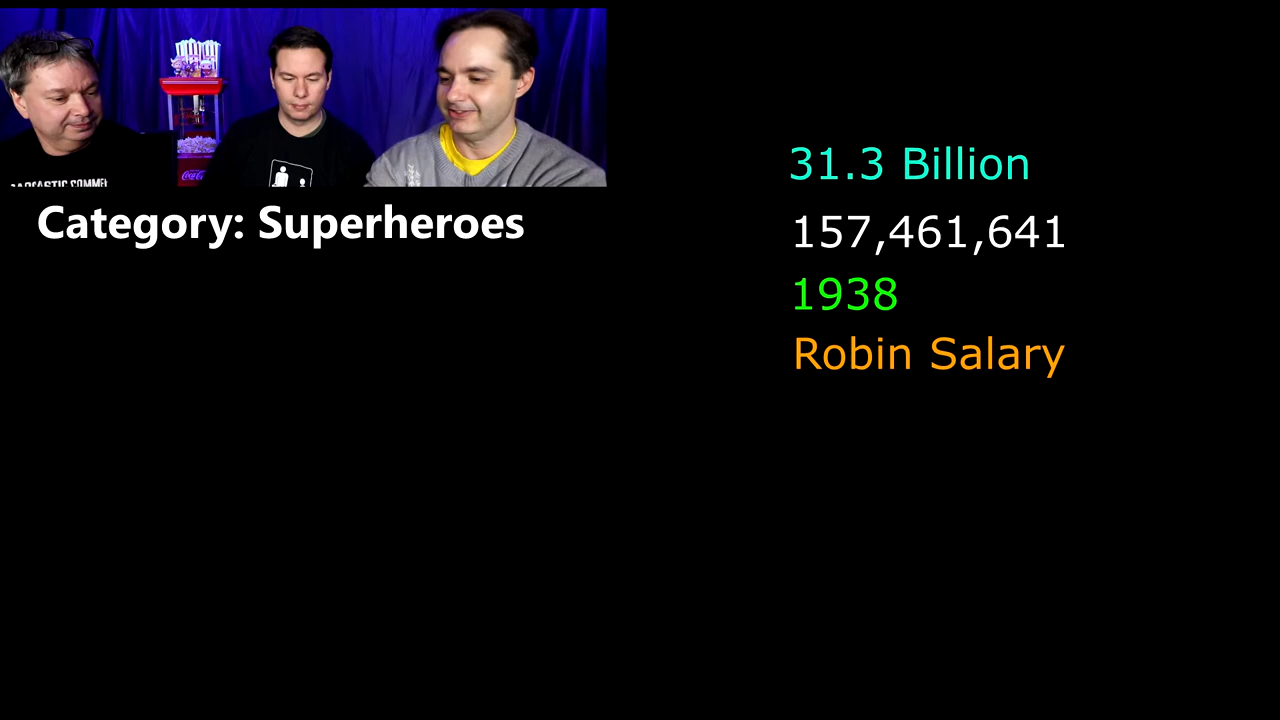 Category: Superheroes
31.3 Billion
157,461,641
1938
Robin Salary